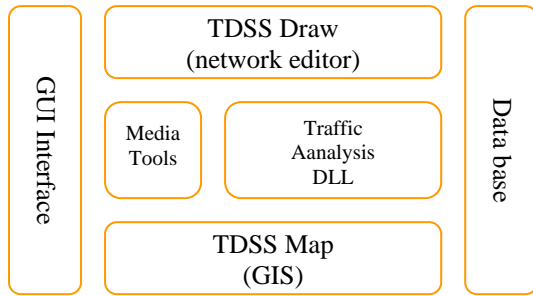 GUI Interface
TDSS Draw
(network editor)
Media
Tools
Traffic
Aanalysis
DLL
TDSS Map
(GIS)
Data base